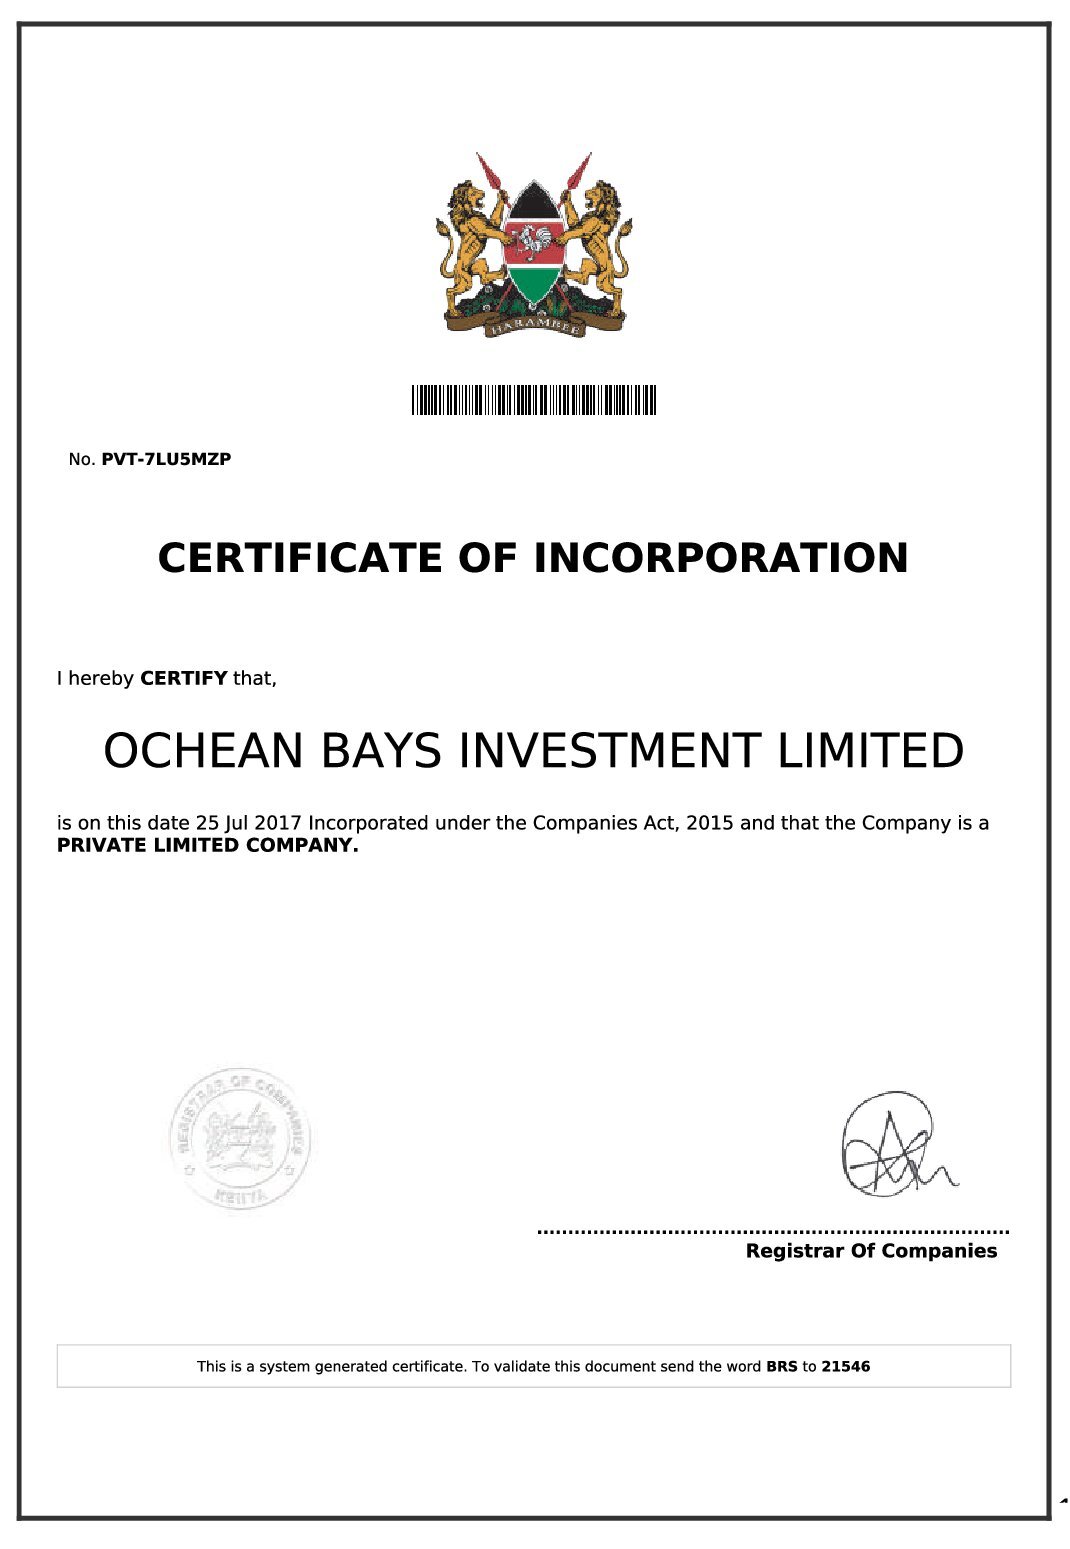 HARAMBEE
No. PVT-7LU5MZP
CERTIFICATE OF INCORPORATION
I hereby CERTIFY that,
OCHEAN BAYS INVESTMENT LIMITED
is on this date 25 Jul 2017 Incorporated under the Companies Act, 2015 and that the Company is a
PRIVATE LIMITED COMPANY.
REGISTRAR OF COMPANIES
KENYA
Registrar Of Companies
This is a system generated certificate. To validate this document send the word BRS to 21546